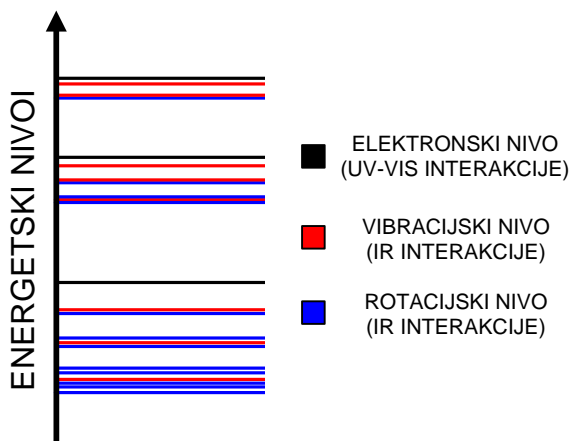 ENERGETSKI NIVOI
ELEKTRONSKI NIVO
(UV-VIS INTERAKCIJE)
VIBRACIJSKI NIVO
(IR INTERAKCIJE)
ROTACIJSKI NIVO
(IR INTERAKCIJE)